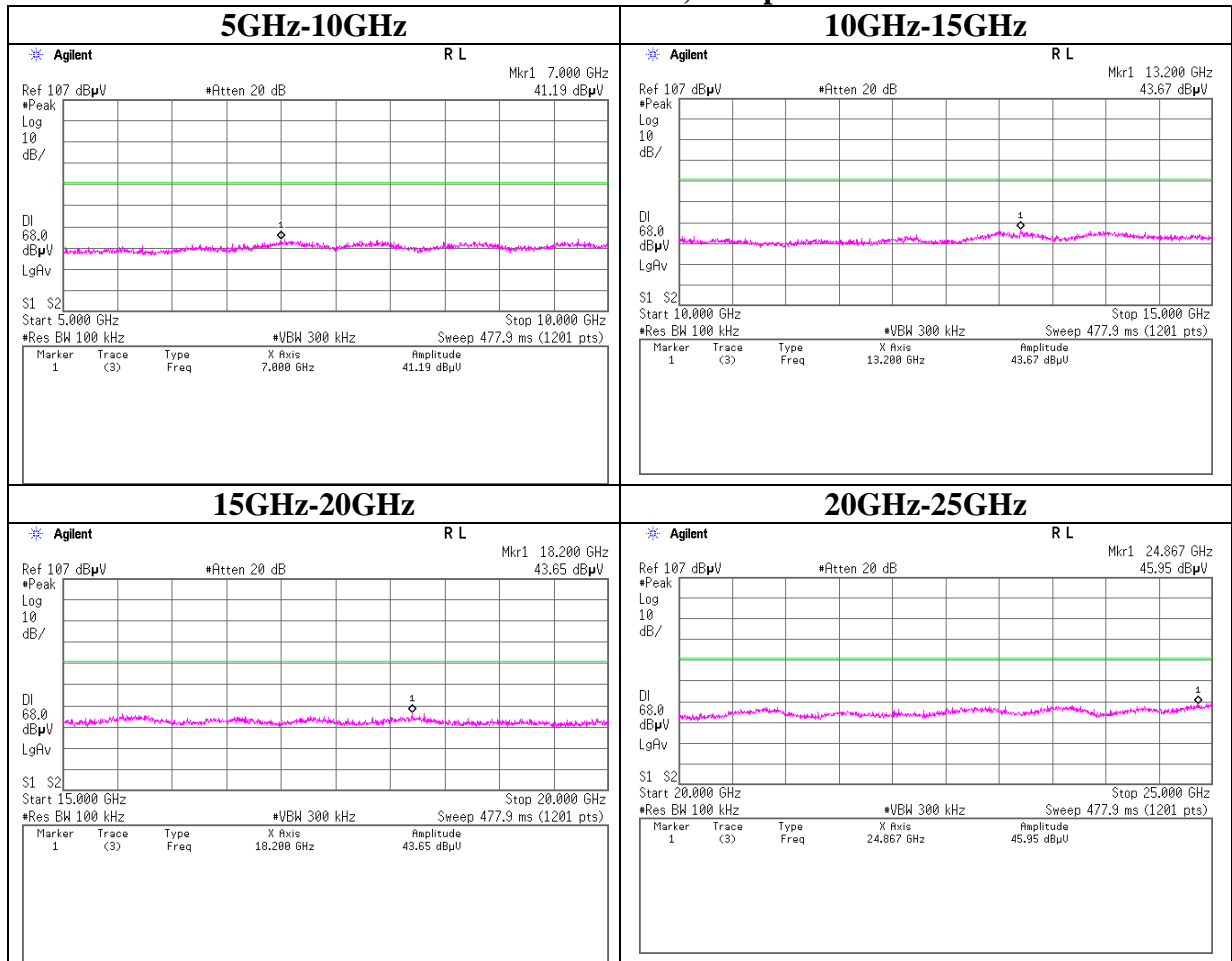 5GHz-10GHz
Agilent
R L
Mkr1 7.000 GHz
Ref 107 dBµV #Atten 20 dB 41.19 dBµV
#Peak
Log
10
dB/
1
DI
68.0
dBµV
LgAv
S1 S2
Start 5.000 GHz Stop 10.000 GHz
#Res BW 100 kHz #VBW 300 kHz Sweep 477.9 ms (1201 pts)
Marker Trace Type X Axis Amplitude
1 (3) Freq 7.000 GHz 41.19 dBµV
10GHz-15GHz
Agilent
R L
Mkr1 13.200 GHz
Ref 107 dBµV #Atten 20 dB 43.67 dBµV
#Peak
Log
10
dB/
1
DI
68.0
dBµV
LgAv
S1 S2
Start 10.000 GHz Stop 15.000 GHz
#Res BW 100 kHz #VBW 300 kHz Sweep 477.9 ms (1201 pts)
Marker Trace Type X Axis Amplitude
1 (3) Freq 13.200 GHz 43.67 dBµV
15GHz-20GHz
Agilent
R L
Mkr1 18.200 GHz
Ref 107 dBµV #Atten 20 dB 43.65 dBµV
#Peak
Log
10
dB/
1
DI
68.0
dBµV
LgAv
S1 S2
Start 15.000 GHz Stop 20.000 GHz
#Res BW 100 kHz #VBW 300 kHz Sweep 477.9 ms (1201 pts)
Marker Trace Type X Axis Amplitude
1 (3) Freq 18.200 GHz 43.65 dBµV
20GHz-25GHz
Agilent
R L
Mkr1 24.867 GHz
Ref 107 dBµV #Atten 20 dB 45.95 dBµV
#Peak
Log
10
dB/
1
DI
68.0
dBµV
LgAv
S1 S2
Start 20.000 GHz Stop 25.000 GHz
#Res BW 100 kHz #VBW 300 kHz Sweep 477.9 ms (1201 pts)
Marker Trace Type X Axis Amplitude
1 (3) Freq 24.867 GHz 45.95 dBµV